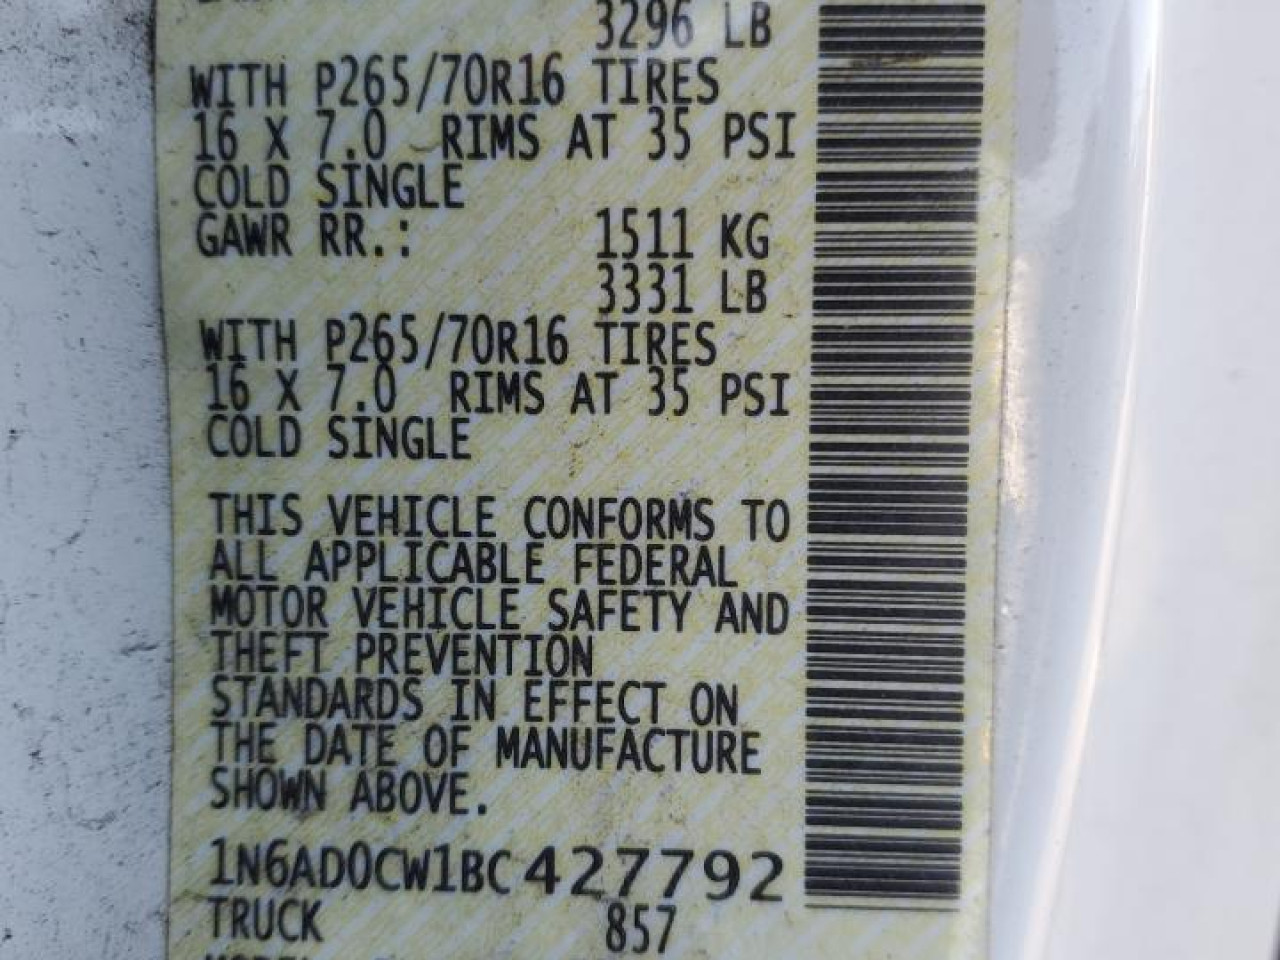 3296 LB
WITH P265/70R16 TIRES
16 X 7.0 RIMS AT 35 PSI
COLD SINGLE
GAWR RR.: 1511 KG
3331 LB
WITH P265/70R16 TIRES
16 X 7.0 RIMS AT 35 PSI
COLD SINGLE
THIS VEHICLE CONFORMS TO
ALL APPLICABLE FEDERAL
MOTOR VEHICLE SAFETY AND
THEFT PREVENTION
STANDARDS IN EFFECT ON
THE DATE OF MANUFACTURE
SHOWN ABOVE.
1N6AD0CW1BC427792
TRUCK 857